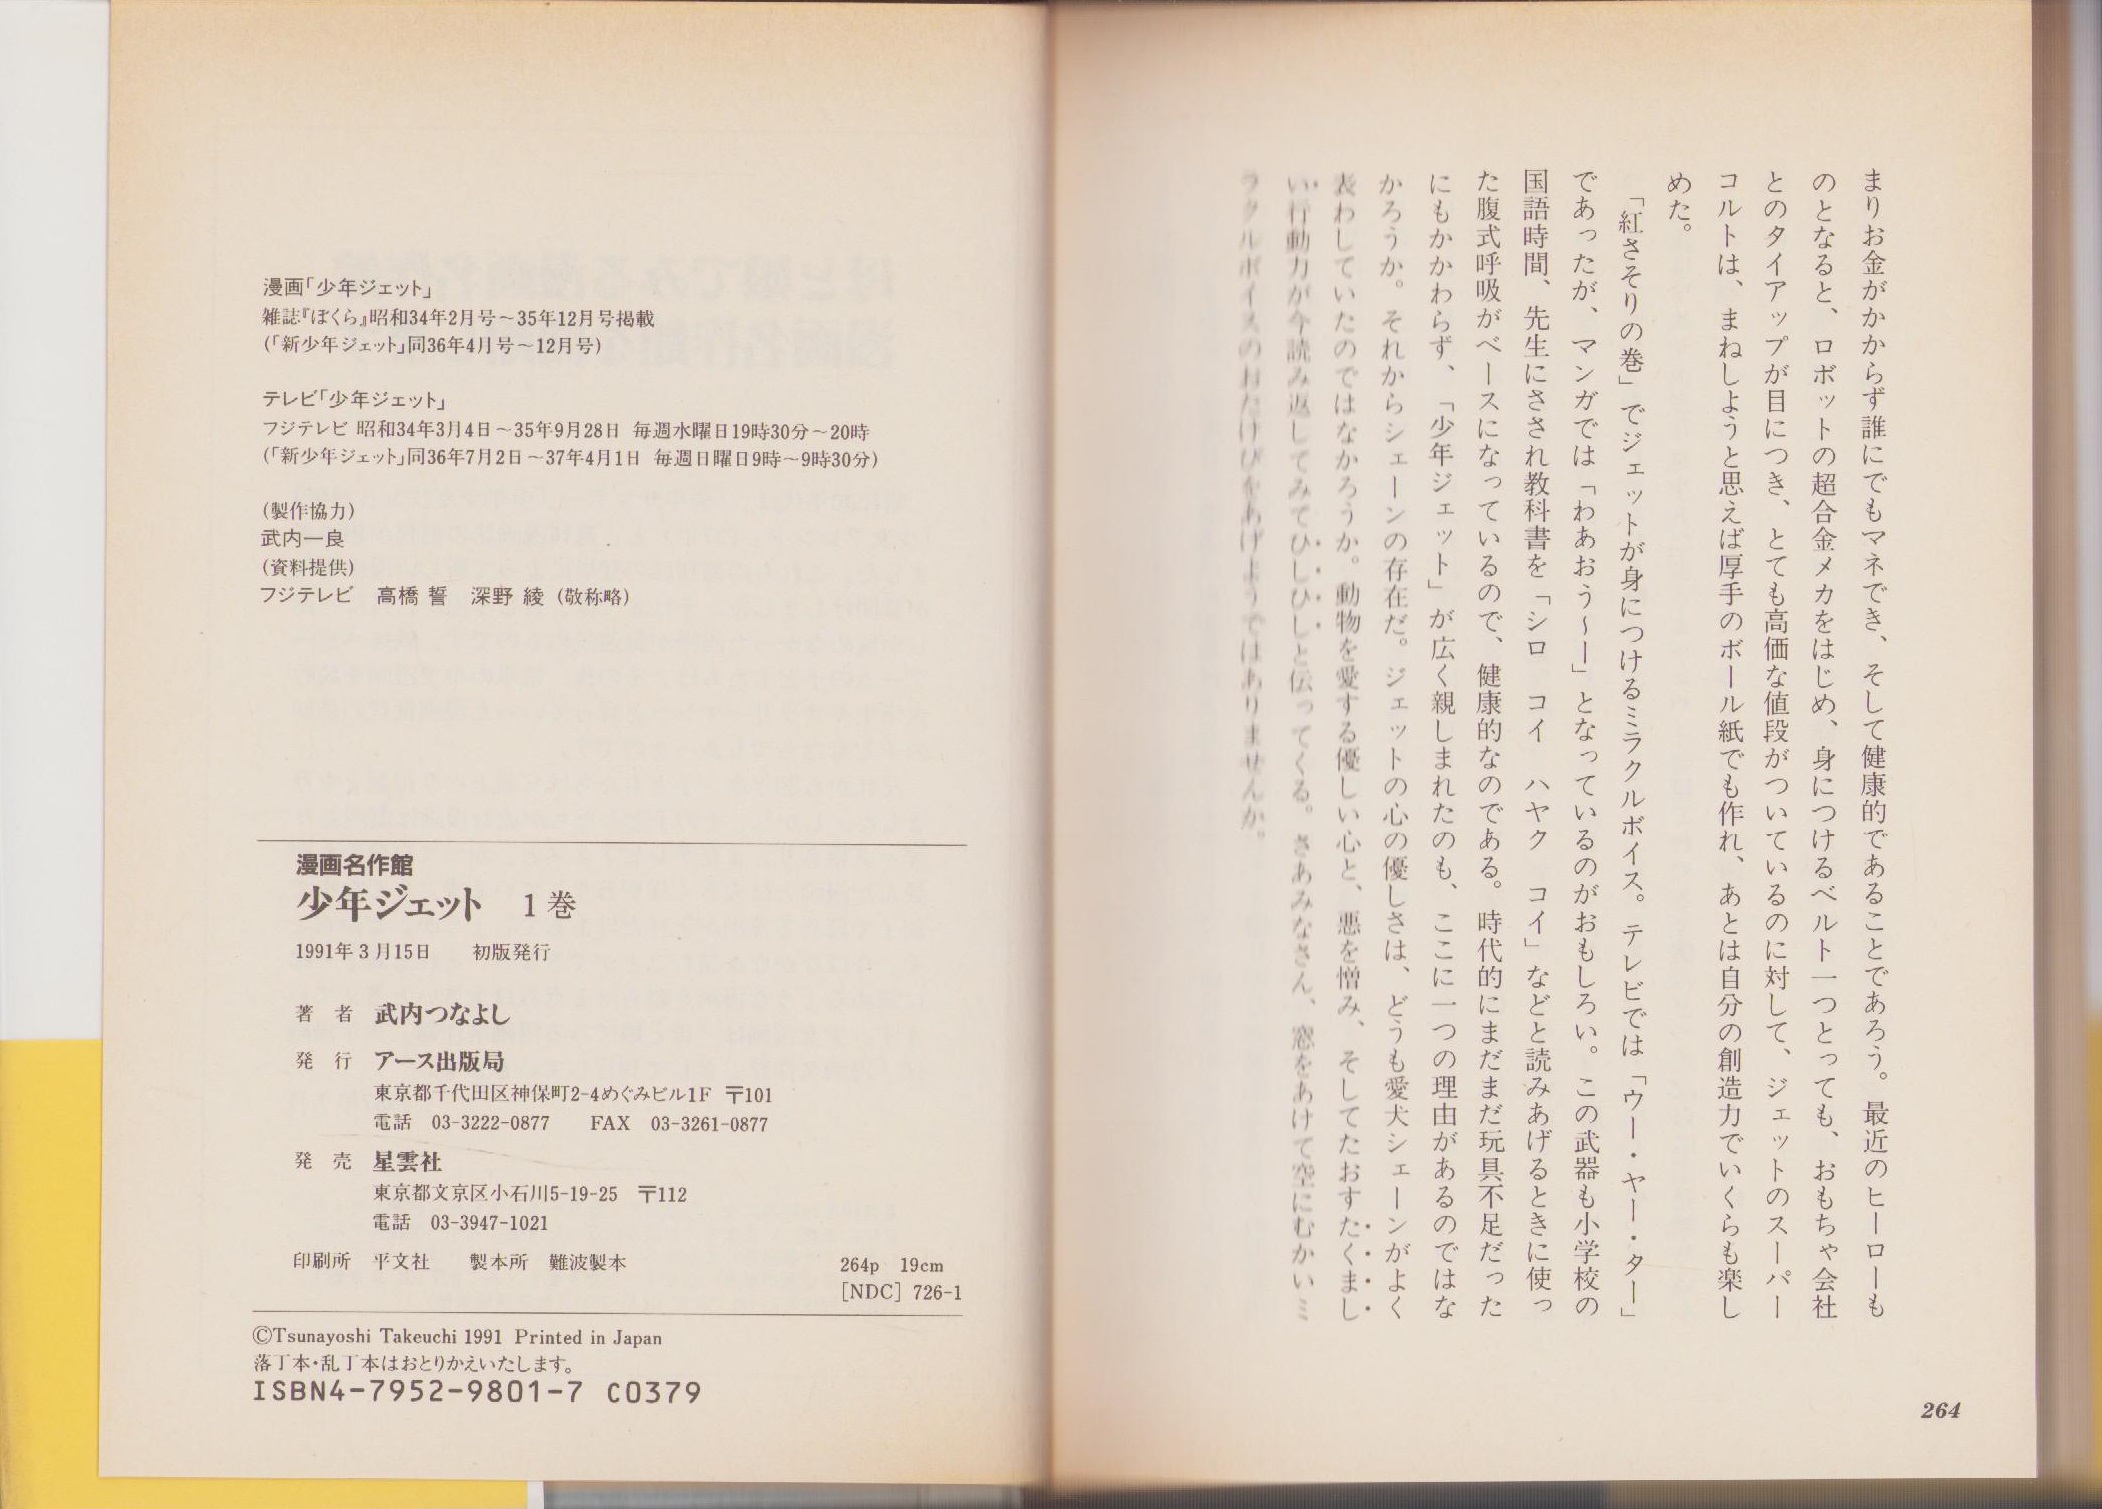 まりお金がかからず誰にでもマネでき、そして健康的であることであろう。最近のヒーローも
のとなると、ロボットの超合金メカをはじめ、身につけるベルト一つとっても、おもちゃ会社
とのタイアップが目につき、とても高価な値段がついているのに対して、ジェットのスーパー
コルトは、まねしようと思えば厚手のボール紙でも作れ、あとは自分の創造力でいくらも楽し
めた。
「紅さそりの巻」でジェットが身につけるミラクルボイス。テレビでは「ウー・ヤー・ター」
であったが、マンガでは「わあおう〜ー」となっているのがおもしろい。この武器も小学校の
国語時間、先生にさされ教科書を「シロ　コイ　ハヤク　コイ」などと読みあげるときに使っ
た腹式呼吸がベースになっているので、健康的なのである。時代的にまだまだ玩具不足だった
にもかかわらず、「少年ジェット」が広く親しまれたのも、ここに一つの理由があるのではな
かろうか。それからシェーンの存在だ。ジェットの心の優しさは、どうも愛犬シェーンがよく
表わしていたのではなかろうか。動物を愛する優しい心と、悪を憎み、そしてたおすたくまし
い行動力が今読み返してみてひしひしと伝ってくる。さあみなさん、窓をあけて空にむかいミ
ラクルボイスのおたけびをあげようではありませんか。
264
漫画「少年ジェット」
雑誌『ぼくら』昭和34年2月号〜35年12月号掲載
(「新少年ジェット」同36年4月号〜12月号)
テレビ「少年ジェット」
フジテレビ 昭和34年3月4日〜35年9月28日 毎週水曜日19時30分〜20時
(「新少年ジェット」同36年7月2日〜37年4月1日 毎週日曜日9時〜9時30分)
(製作協力)
武内一良
(資料提供)
フジテレビ　高橋 誓　深野 綾 (敬称略)
漫画名作館
少年ジェット　1巻
1991年3月15日　初版発行
著　者　武内つなよし
発　行　アース出版局
東京都千代田区神保町2-4めぐみビル1F 〒101
電話　03-3222-0877　FAX　03-3261-0877
発　売　星雲社
東京都文京区小石川5-19-25 〒112
電話　03-3947-1021
印刷所　平文社　製本所　難波製本
264p　19cm
[NDC] 726-1
©Tsunayoshi Takeuchi 1991 Printed in Japan
落丁本・乱丁本はおとりかえいたします。
ISBN4-7952-9801-7 C0379